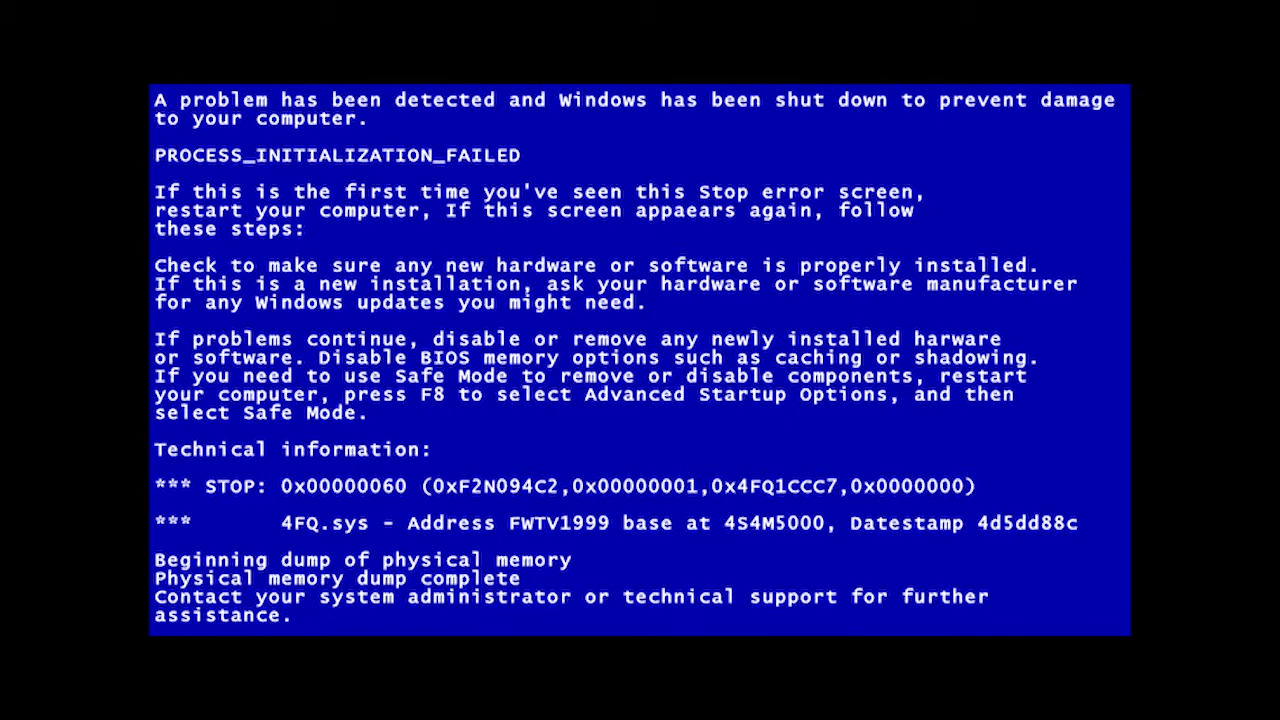 A problem has been detected and Windows has been shut down to prevent damage
to your computer.
PROCESS_INITIALIZATION_FAILED
If this is the first time you've seen this Stop error screen,
restart your computer, If this screen appaears again, follow
these steps:
Check to make sure any new hardware or software is properly installed.
If this is a new installation, ask your hardware or software manufacturer
for any Windows updates you might need.
If problems continue, disable or remove any newly installed harware
or software. Disable BIOS memory options such as caching or shadowing.
If you need to use Safe Mode to remove or disable components, restart
your computer, press F8 to select Advanced Startup Options, and then
select Safe Mode.
Technical information:
*** STOP: 0x00000060 (0xF2N094C2,0x00000001,0x4FQ1CCC7,0x0000000)
*** 4FQ.sys – Address FWTV1999 base at 4S4M5000, Datestamp 4d5dd88c
Beginning dump of physical memory
Physical memory dump complete
Contact your system administrator or technical support for further
assistance.